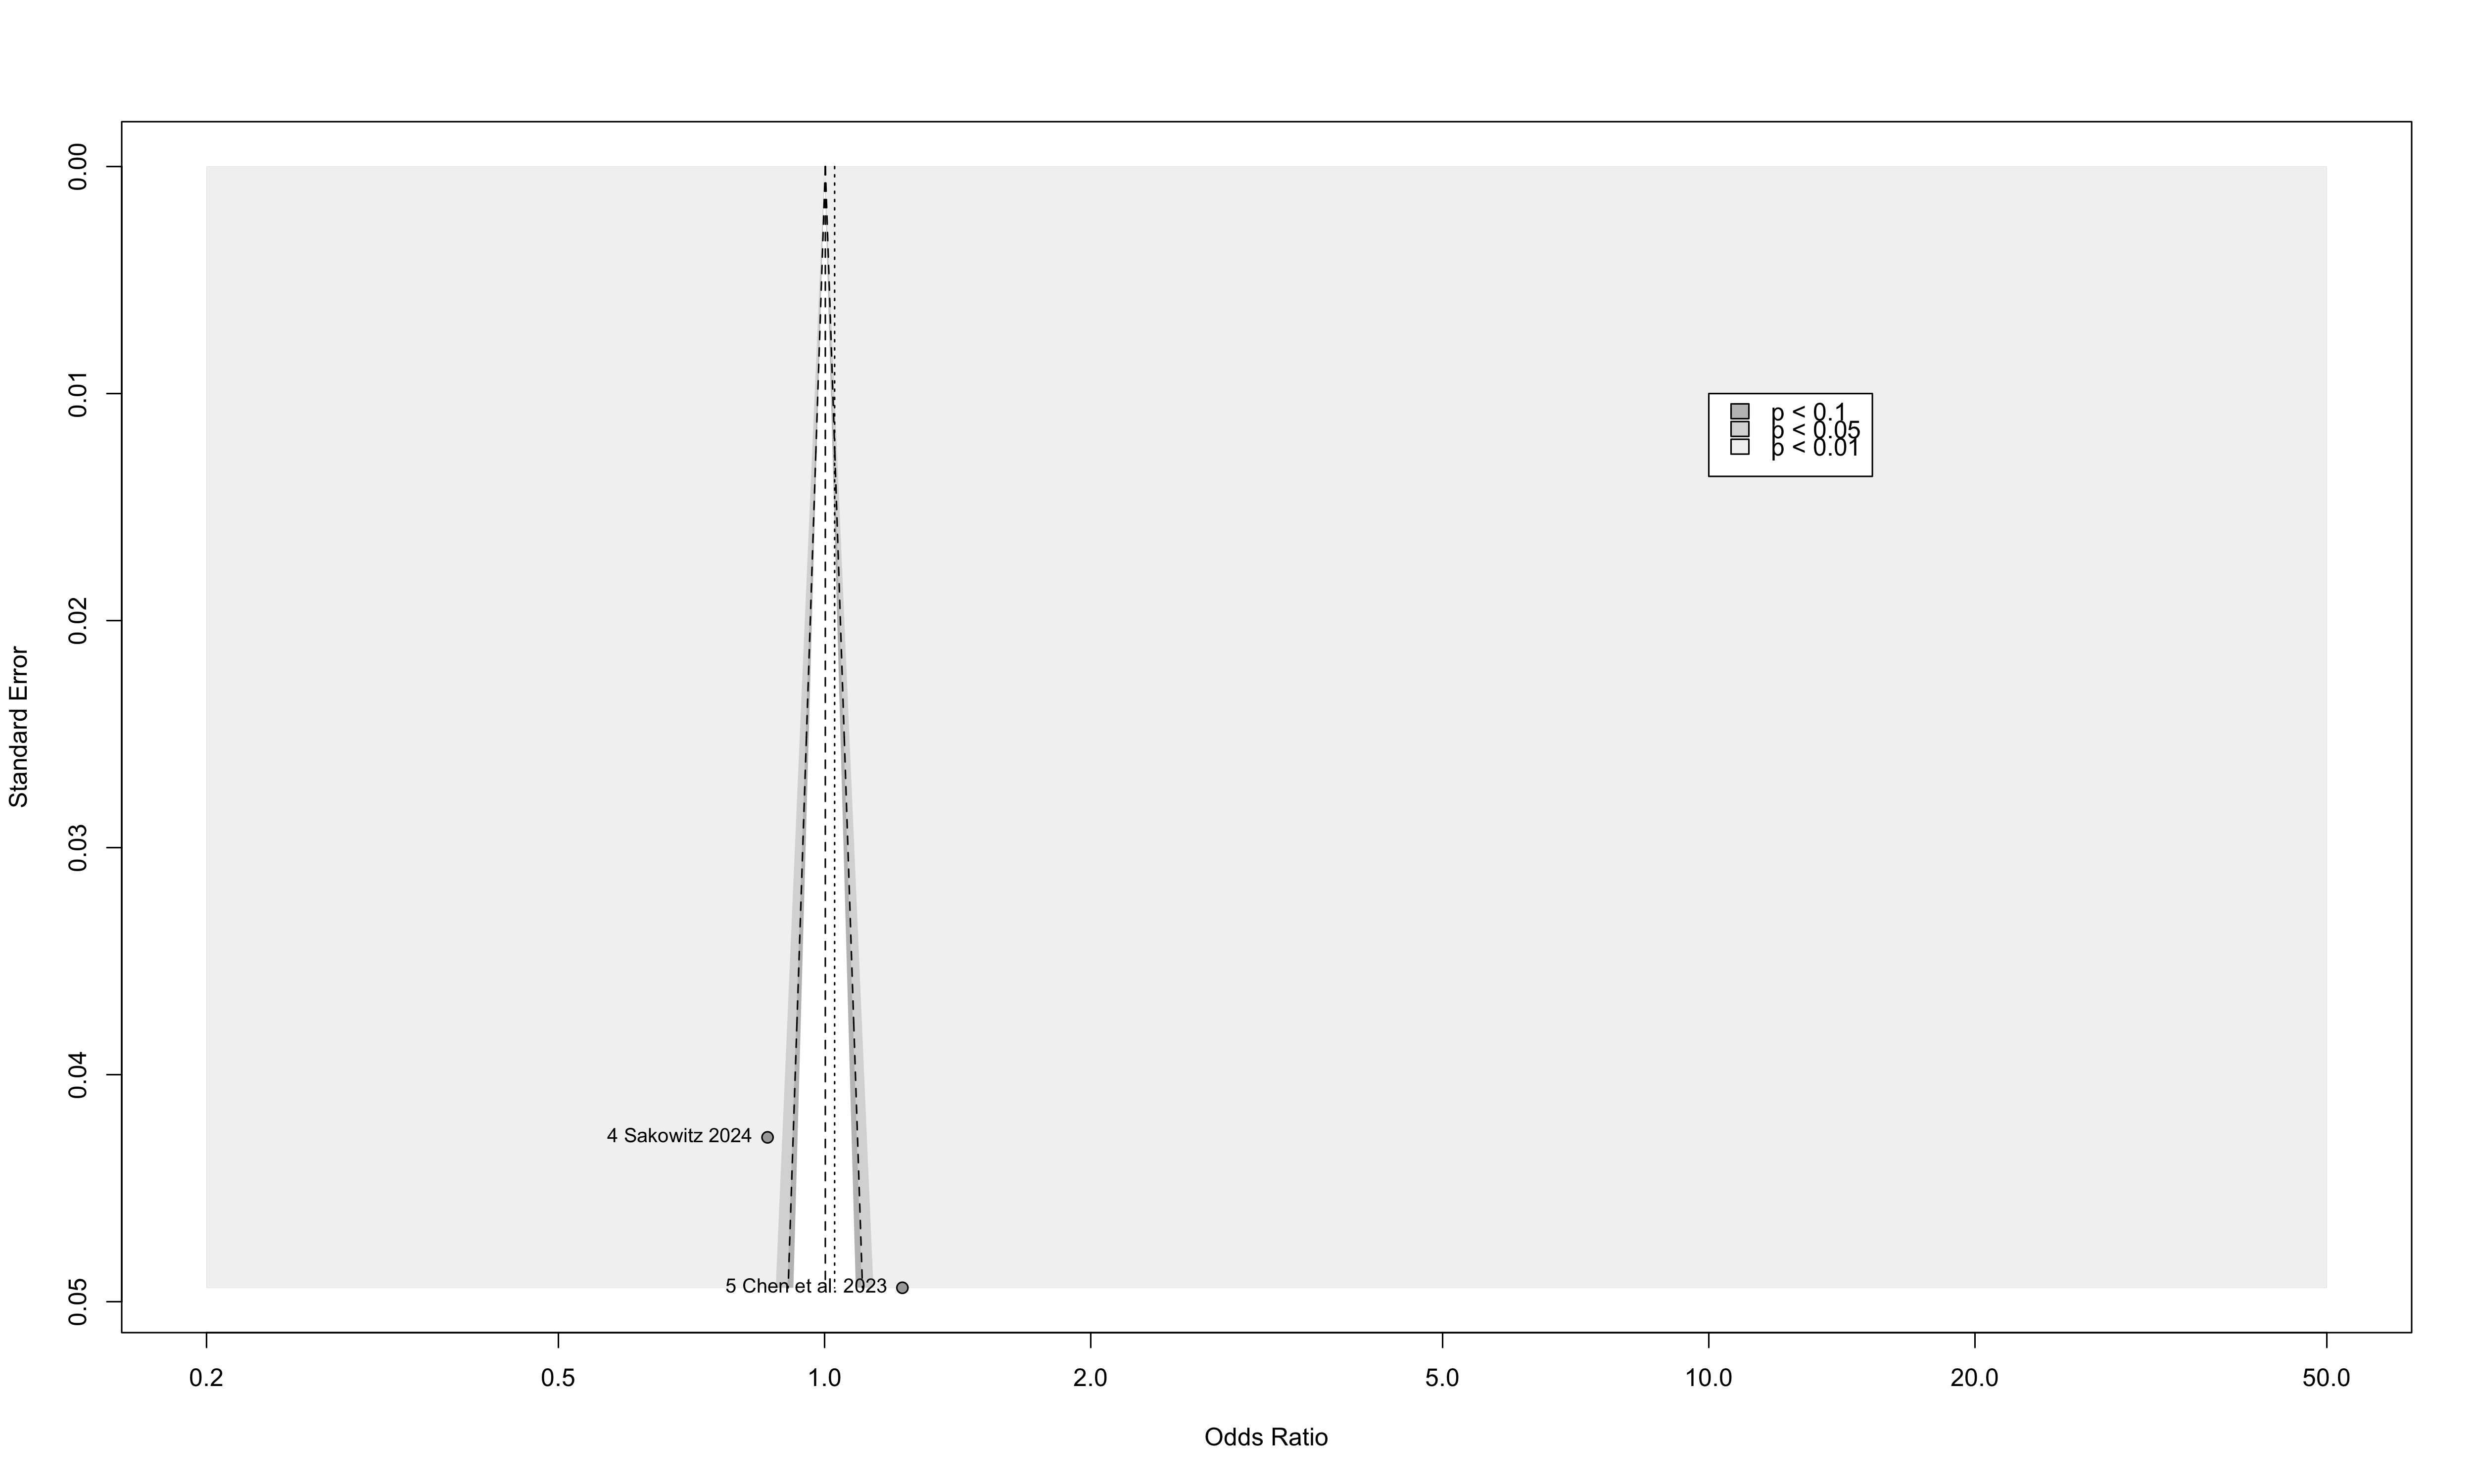 0.00
0.01
0.02
0.03
0.04
0.05
Standard Error
p < 0.1
p < 0.05
p < 0.01
4 Sakowitz 2024
5 Chen et al. 2023
0.2
0.5
1.0
2.0
5.0
10.0
20.0
50.0
Odds Ratio